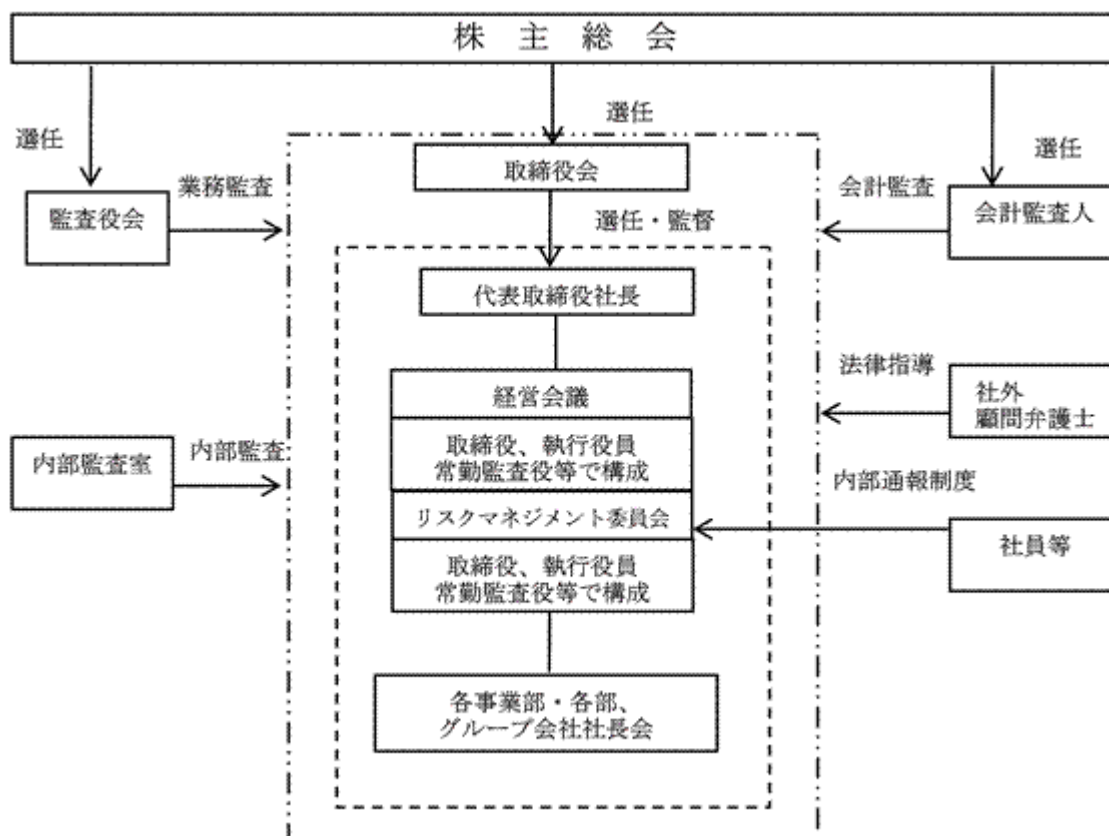 株主総会
選任
選任
選任
取締役会
監査役会
業務監査
会計監査
会計監査人
選任・監督
代表取締役社長
経営会議
取締役、執行役員
常勤監査役等で構成
リスクマネジメント委員会
取締役、執行役員
常勤監査役等で構成
法律指導
社外
顧問弁護士
内部監査室
内部監査
内部通報制度
社員等
各事業部・各部、
グループ会社社長会